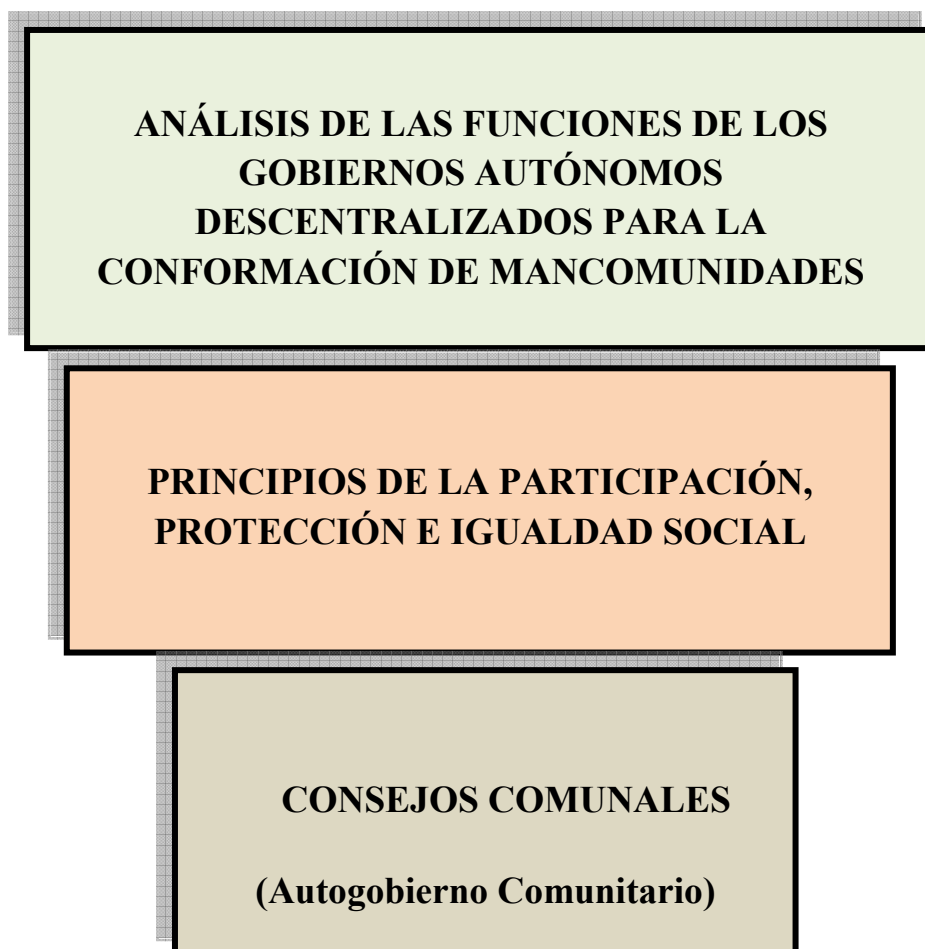 ANÁLISIS DE LAS FUNCIONES DE LOS
GOBIERNOS AUTÓNOMOS
DESCENTRALIZADOS PARA LA
CONFORMACIÓN DE MANCOMUNIDADES
PRINCIPIOS DE LA PARTICIPACIÓN,
PROTECCIÓN E IGUALDAD SOCIAL
CONSEJOS COMUNALES
(Autogobierno Comunitario)